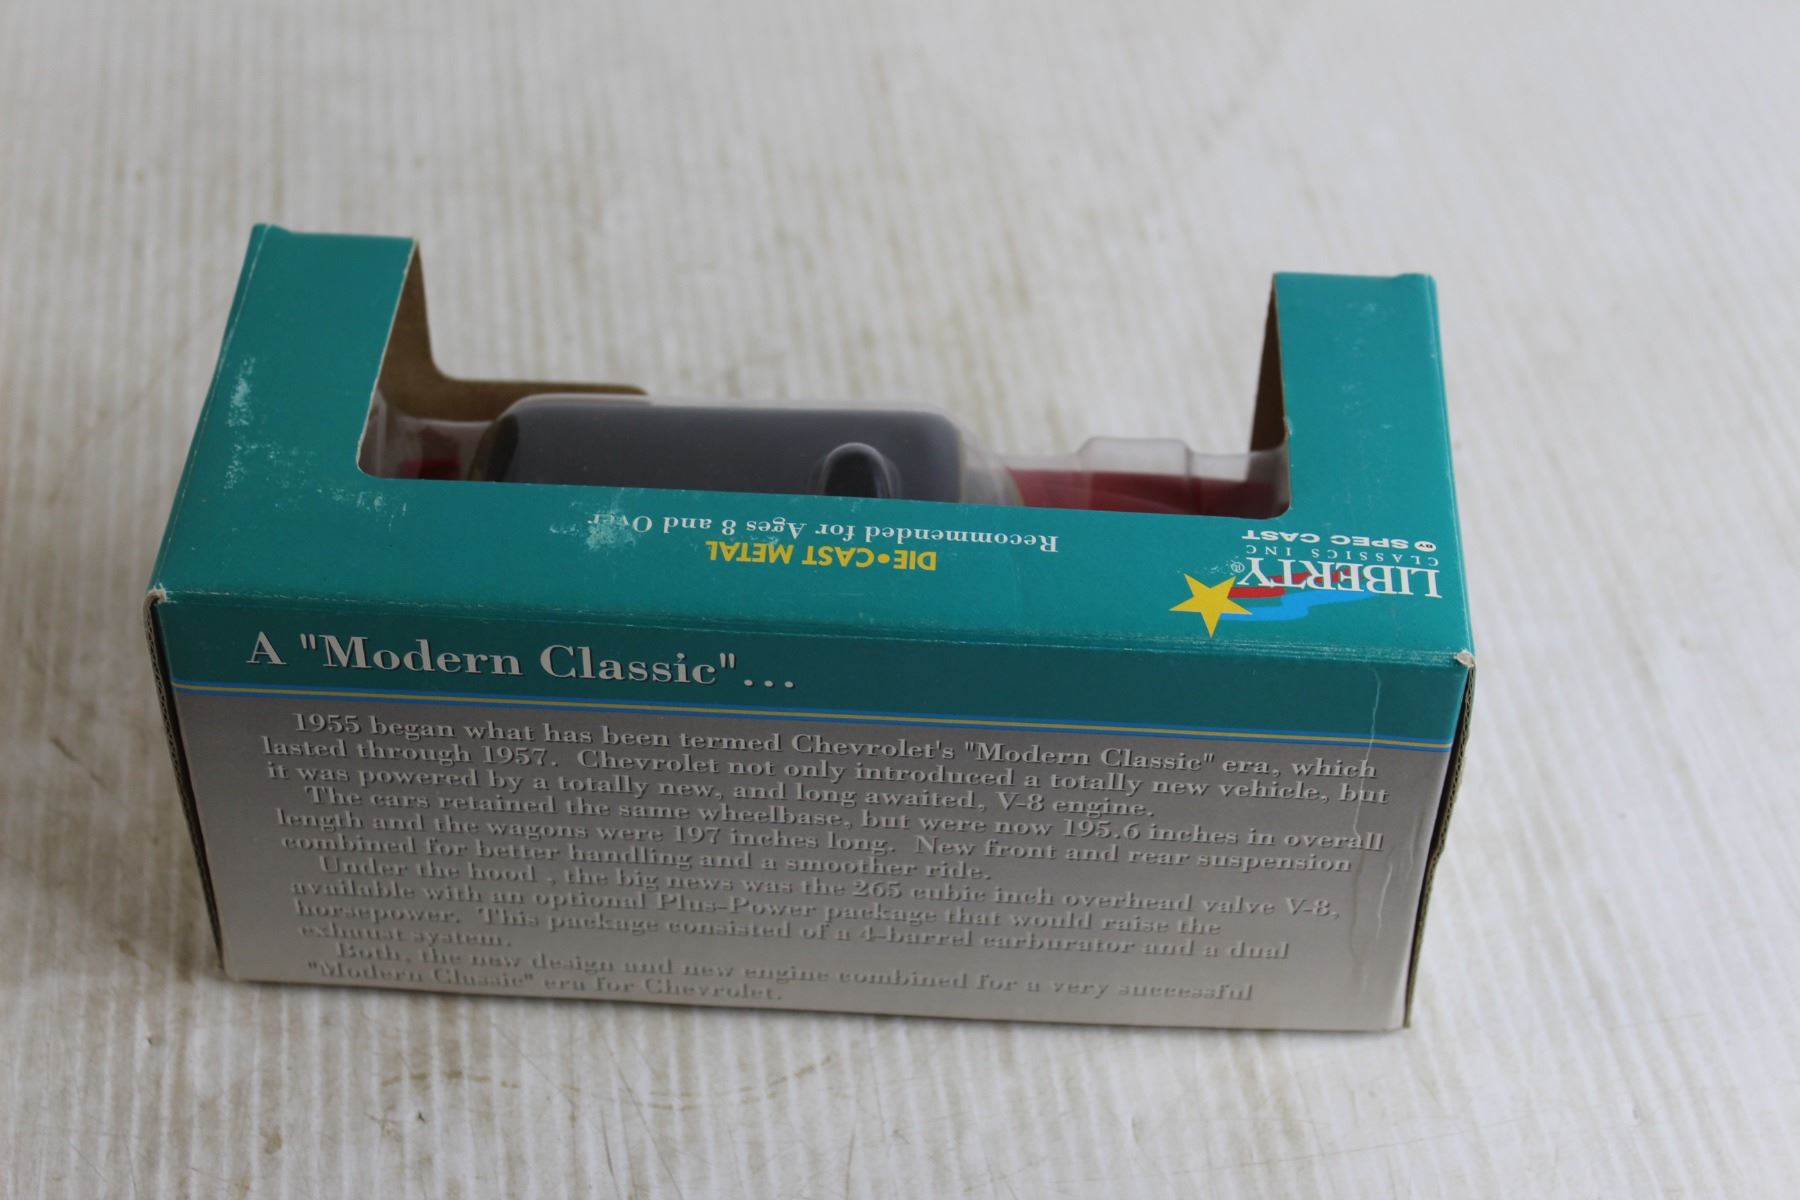 LIBERTY®
CLASSICS INC
BY SPEC CAST
DIE•CAST METAL
Recommended for Ages 8 and Over
A "Modern Classic"...
1955 began what has been termed Chevrolet's "Modern Classic" era, which
lasted through 1957. Chevrolet not only introduced a totally new vehicle, but
it was powered by a totally new, and long awaited, V-8 engine.
The cars retained the same wheelbase, but were now 195.6 inches in overall
length and the wagons were 197 inches long. New front and rear suspension
combined for better handling and a smoother ride.
Under the hood , the big news was the 265 cubic inch overhead valve V-8,
available with an optional Plus-Power package that would raise the
horsepower. This package consisted of a 4-barrel carburator and a dual
exhaust system.
Both, the new design and new engine combined for a very successful
"Modern Classic" era for Chevrolet.